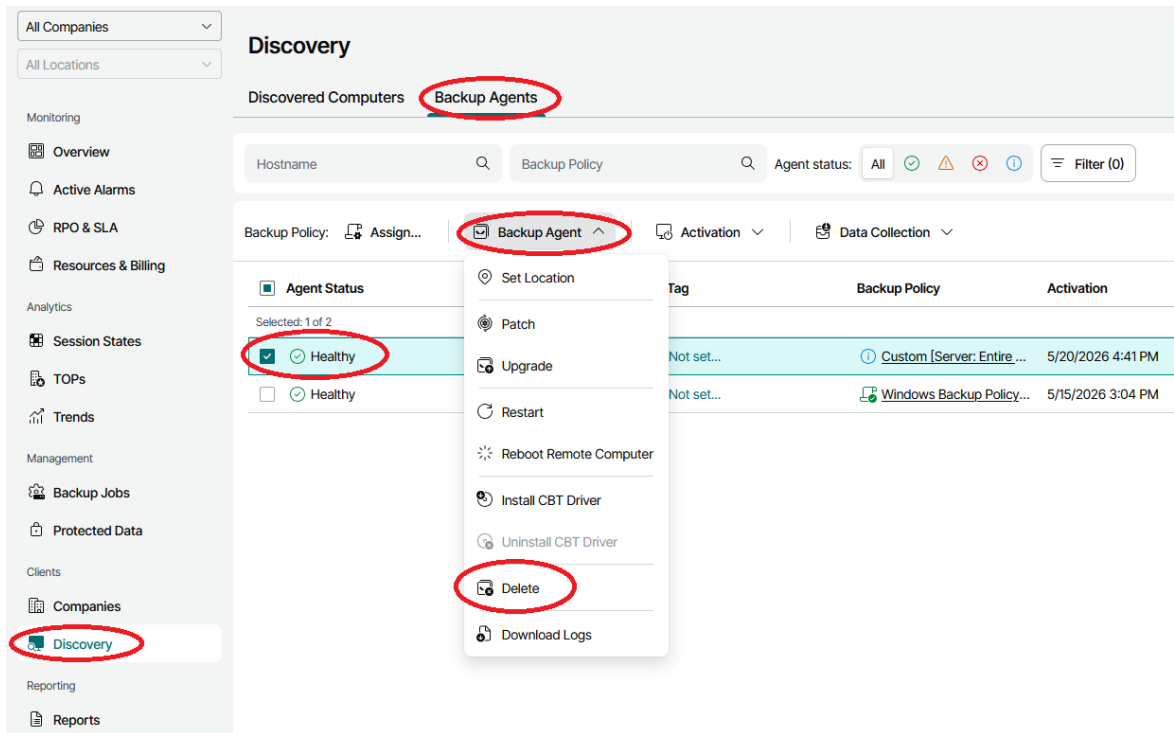 All Companies
All Locations
Monitoring
Overview
Active Alarms
RPO & SLA
Resources & Billing
Analytics
Session States
TOPs
Trends
Management
Backup Jobs
Protected Data
Clients
Companies
Discovery
Reporting
Reports
Discovery
Discovered Computers Backup Agents
Hostname Backup Policy Agent status: All Filter (0)
Backup Policy: Assign... Backup Agent Activation Data Collection
Agent Status Tag Backup Policy Activation
Selected: 1 of 2
Healthy Not set... Custom [Server: Entire ... 5/20/2026 4:41 PM
Healthy Not set... Windows Backup Policy... 5/15/2026 3:04 PM
Set Location
Patch
Upgrade
Restart
Reboot Remote Computer
Install CBT Driver
Uninstall CBT Driver
Delete
Download Logs